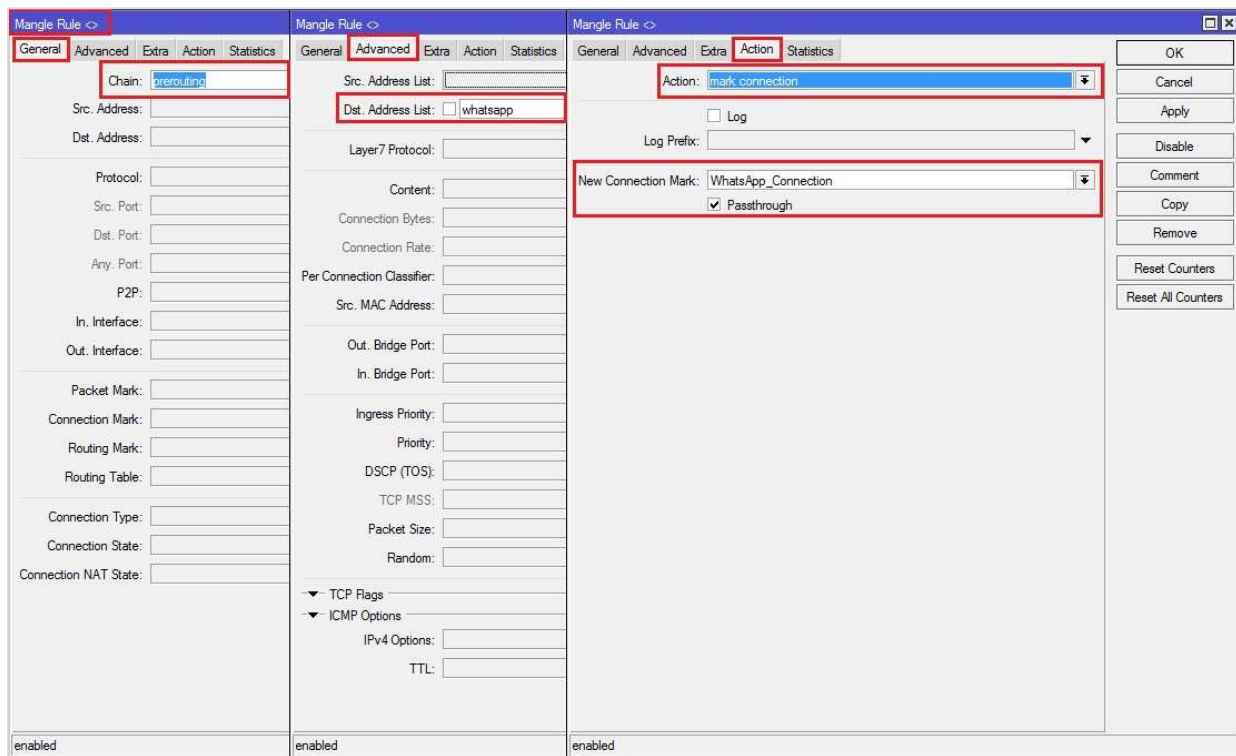 Mangle Rule <>
General Advanced Extra Action Statistics
Chain: prerouting
Src. Address:
Dst. Address:
Protocol:
Src. Port:
Dst. Port:
Any. Port:
P2P:
In. Interface:
Out. Interface:
Packet Mark:
Connection Mark:
Routing Mark:
Routing Table:
Connection Type:
Connection State:
Connection NAT State:
enabled
Mangle Rule <>
General Advanced Extra Action Statistics
Src. Address List:
Dst. Address List: whatsapp
Layer7 Protocol:
Content:
Connection Bytes:
Connection Rate:
Per Connection Classifier:
Src. MAC Address:
Out. Bridge Port:
In. Bridge Port:
Ingress Priority:
Priority:
DSCP (TOS):
TCP MSS:
Packet Size:
Random:
TCP Flags
ICMP Options
IPv4 Options:
TTL:
enabled
Mangle Rule <>
General Advanced Extra Action Statistics
Action: mark connection
Log
Log Prefix:
New Connection Mark: WhatsApp_Connection
Passthrough
enabled
OK
Cancel
Apply
Disable
Comment
Copy
Remove
Reset Counters
Reset All Counters